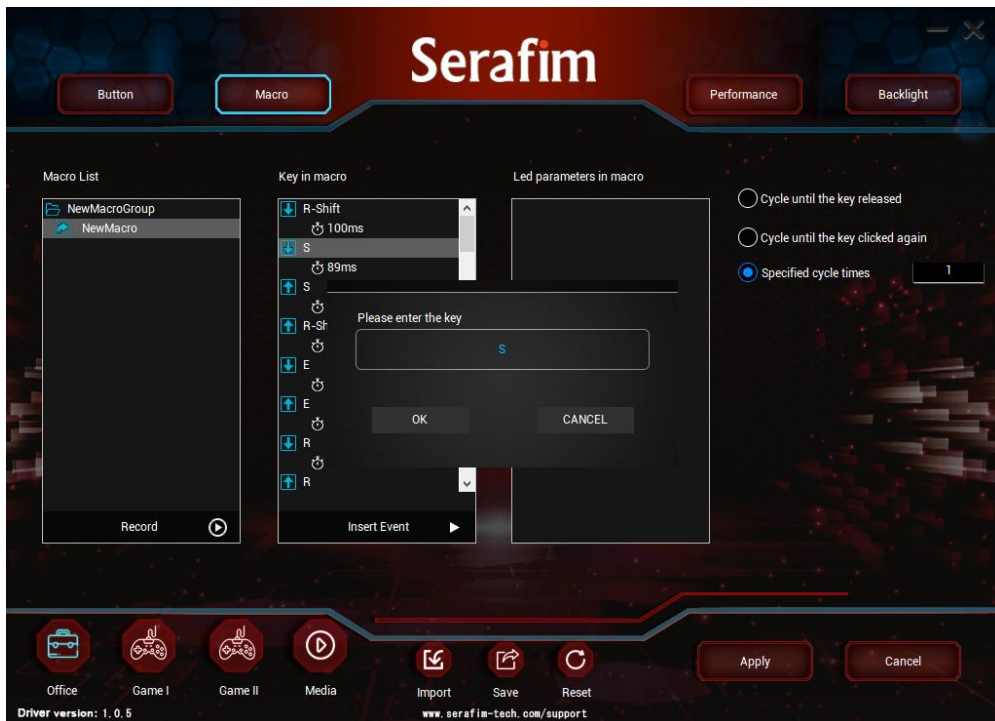 Serafim
Button
Macro
Performance
Backlight
Macro List
Key in macro
Led parameters in macro
NewMacroGroup
NewMacro
R-Shift
100ms
S
89ms
S
R-Sh
E
E
R
R
Please enter the key
S
OK
CANCEL
Cycle until the key released
Cycle until the key clicked again
Specified cycle times
1
Record
Insert Event
Office
Game I
Game II
Media
Import
Save
Reset
Apply
Cancel
Driver version: 1.0.5
www.serafim-tech.com/support